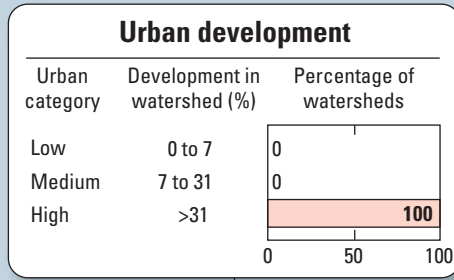 Urban development
Urban category
Development in watershed (%)
Percentage of watersheds
Low 0 to 7 0
Medium 7 to 31 0
High >31 100
0 50 100